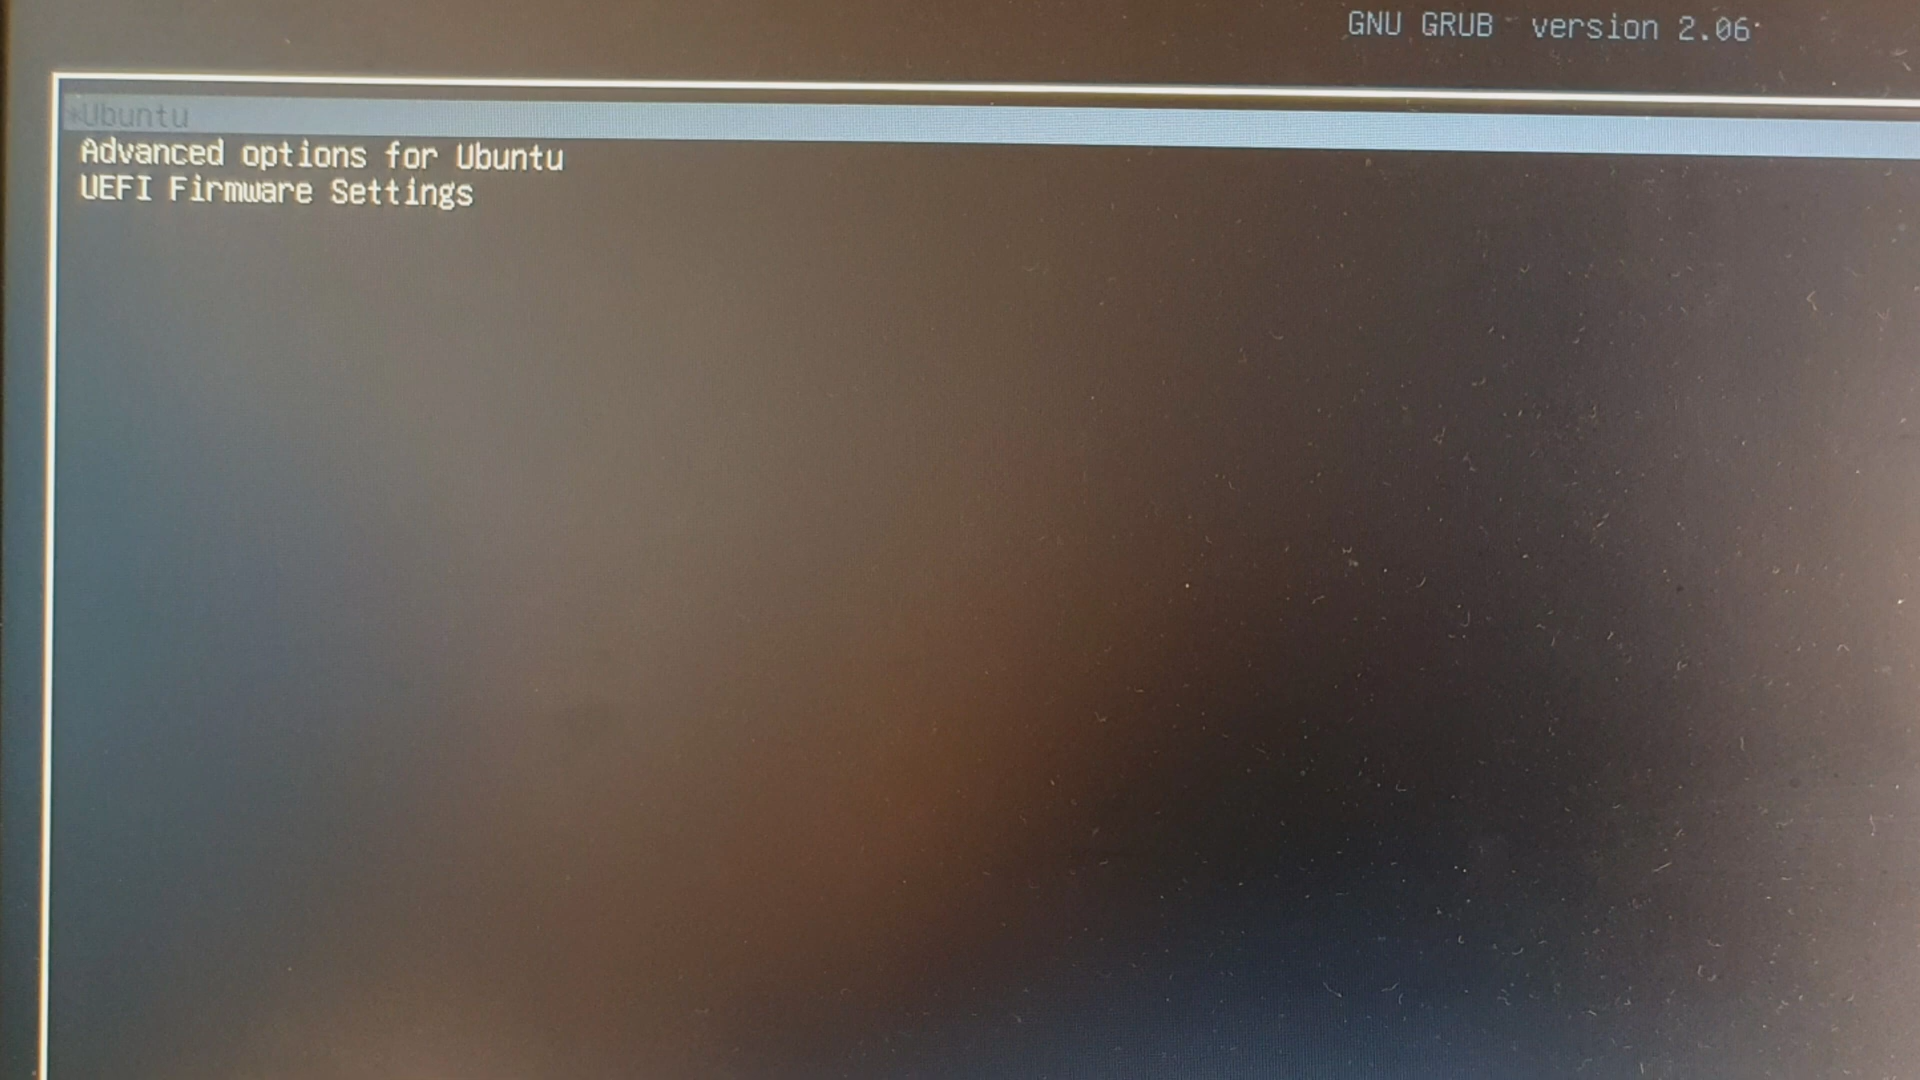 GNU GRUB version 2.06
*Ubuntu
Advanced options for Ubuntu
UEFI Firmware Settings